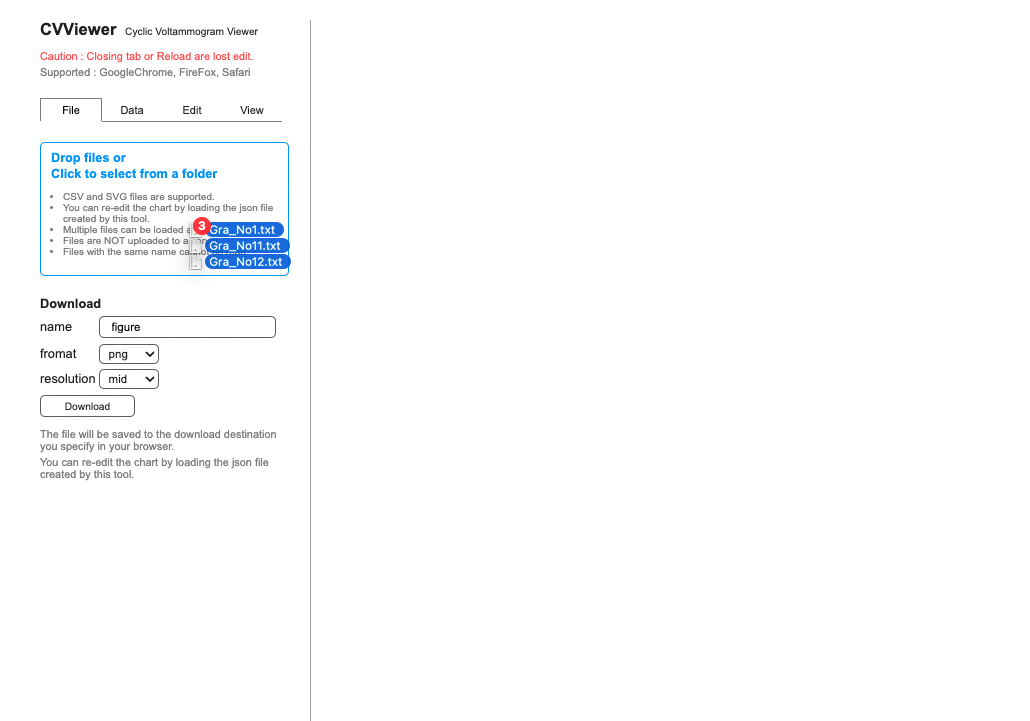 CVViewer Cyclic Voltammogram Viewer
Caution : Closing tab or Reload are lost edit.
Supported : GoogleChrome, FireFox, Safari
File Data Edit View
Drop files or
Click to select from a folder
• CSV and SVG files are supported.
• You can re-edit the chart by loading the json file
created by this tool.
• Multiple files can be loaded
• Files are NOT uploaded to
• Files with the same name
3
Gra_No1.txt
Gra_No11.txt
Gra_No12.txt
Download
name figure
fromat png
resolution mid
Download
The file will be saved to the download destination
you specify in your browser.
You can re-edit the chart by loading the json file
created by this tool.